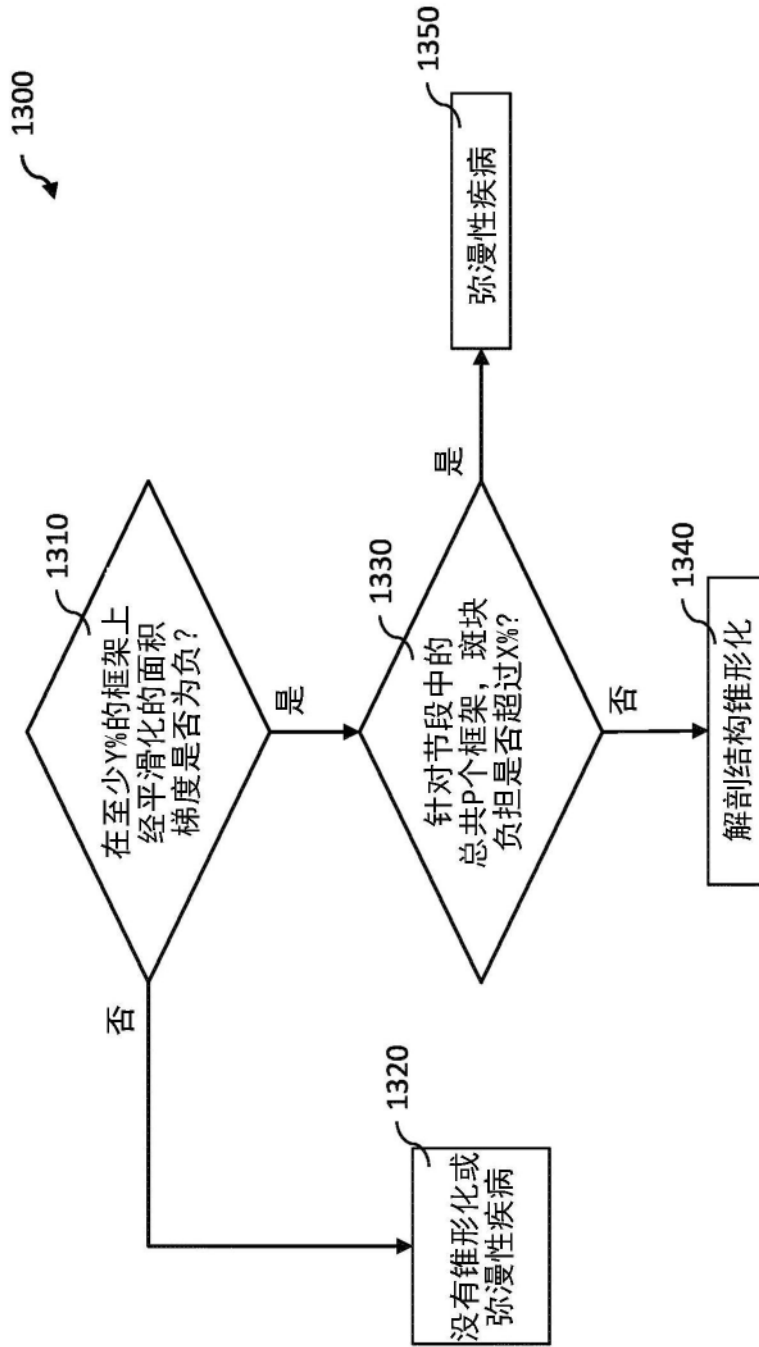 1300
1310
在至少Y%的框架上
经平滑化的面积
梯度是否为负?
否
是
1320
没有锥形化或
弥漫性疾病
1330
针对节段中的
总共P个框架，斑块
负担是否超过X%?
是
否
1350
弥漫性疾病
1340
解剖结构锥形化